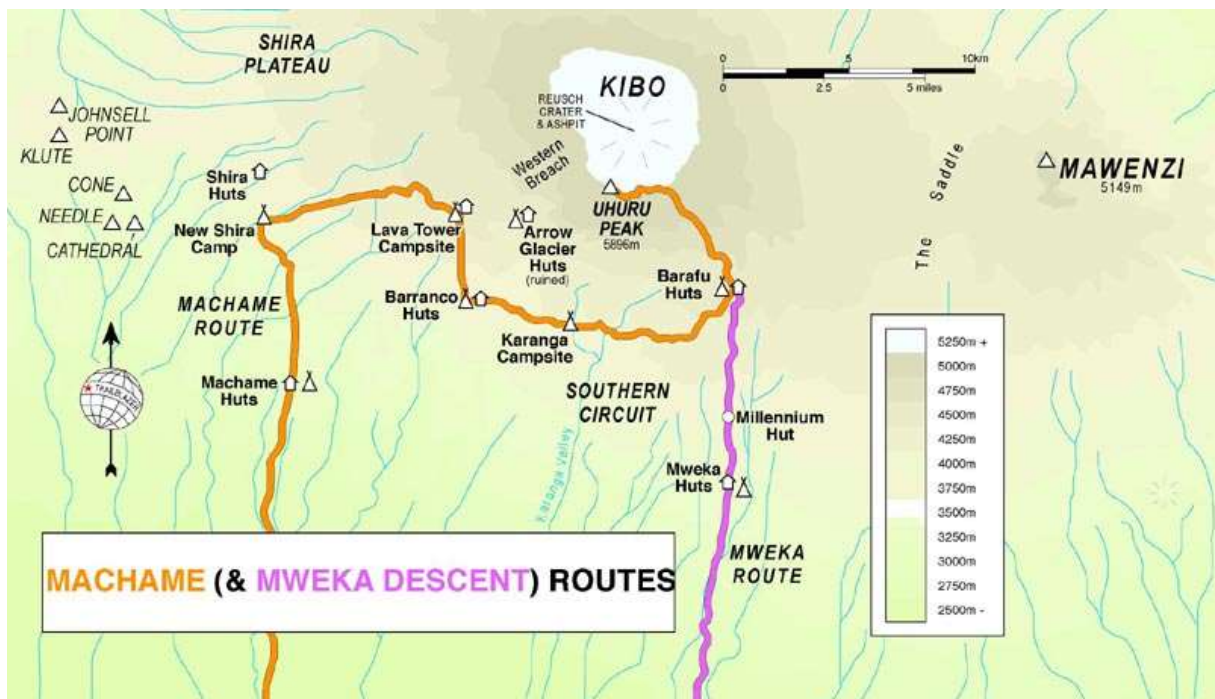 SHIRA
PLATEAU
JOHNSELL
POINT
KLUTE
CONE
NEEDLE
CATHEDRAL
Shira
Huts
New Shira
Camp
MACHAME
ROUTE
Machame
Huts
Lava Tower
Campsite
Barranco
Huts
Western
Breach
KIBO
REUSCH
CRATER
& ASHPIT
UHURU
PEAK
5896m
Arrow
Glacier
Huts
(ruined)
Karanga
Campsite
Barafu
Huts
SOUTHERN
CIRCUIT
Karanga Valley
Millennium
Hut
Mweka
Huts
MWEKA
ROUTE
0 5 10km
0 2.5 5 miles
The Saddle
MAWENZI
5149m
TRAILBLAZER
5250m +
5000m
4750m
4500m
4250m
4000m
3750m
3500m
3250m
3000m
2750m
2500m -
MACHAME (& MWEKA DESCENT) ROUTES